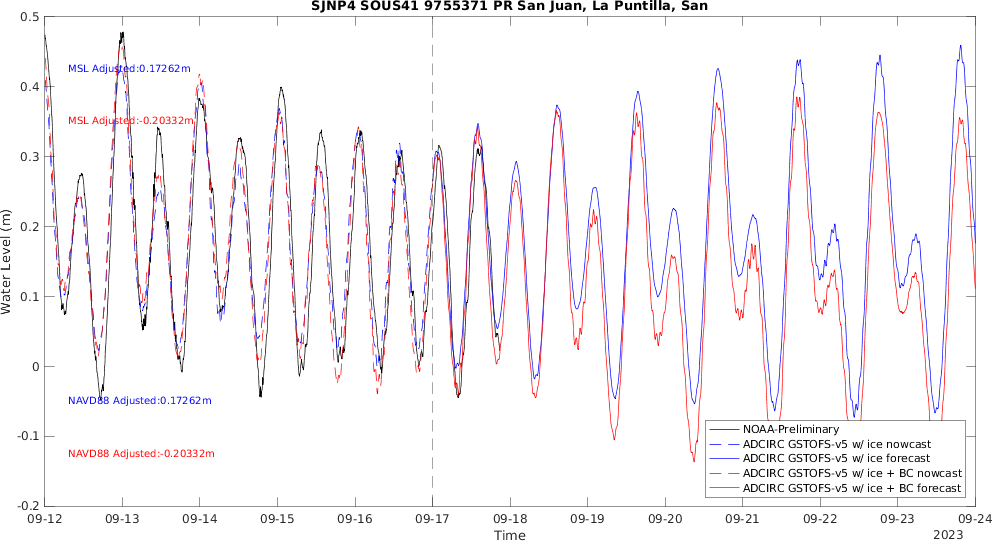 SJNP4 SOUS41 9755371 PR San Juan, La Puntilla, San
0.5
0.4
0.3
0.2
0.1
0
-0.1
-0.2
Water Level (m)
MSL Adjusted:0.17262m
MSL Adjusted:-0.20332m
NAVD88 Adjusted:0.17262m
NAVD88 Adjusted:-0.20332m
NOAA-Preliminary
ADCIRC GSTOFS-v5 w/ ice nowcast
ADCIRC GSTOFS-v5 w/ ice forecast
ADCIRC GSTOFS-v5 w/ ice + BC nowcast
ADCIRC GSTOFS-v5 w/ ice + BC forecast
09-12 09-13 09-14 09-15 09-16 09-17 09-18 09-19 09-20 09-21 09-22 09-23 09-24
Time
2023